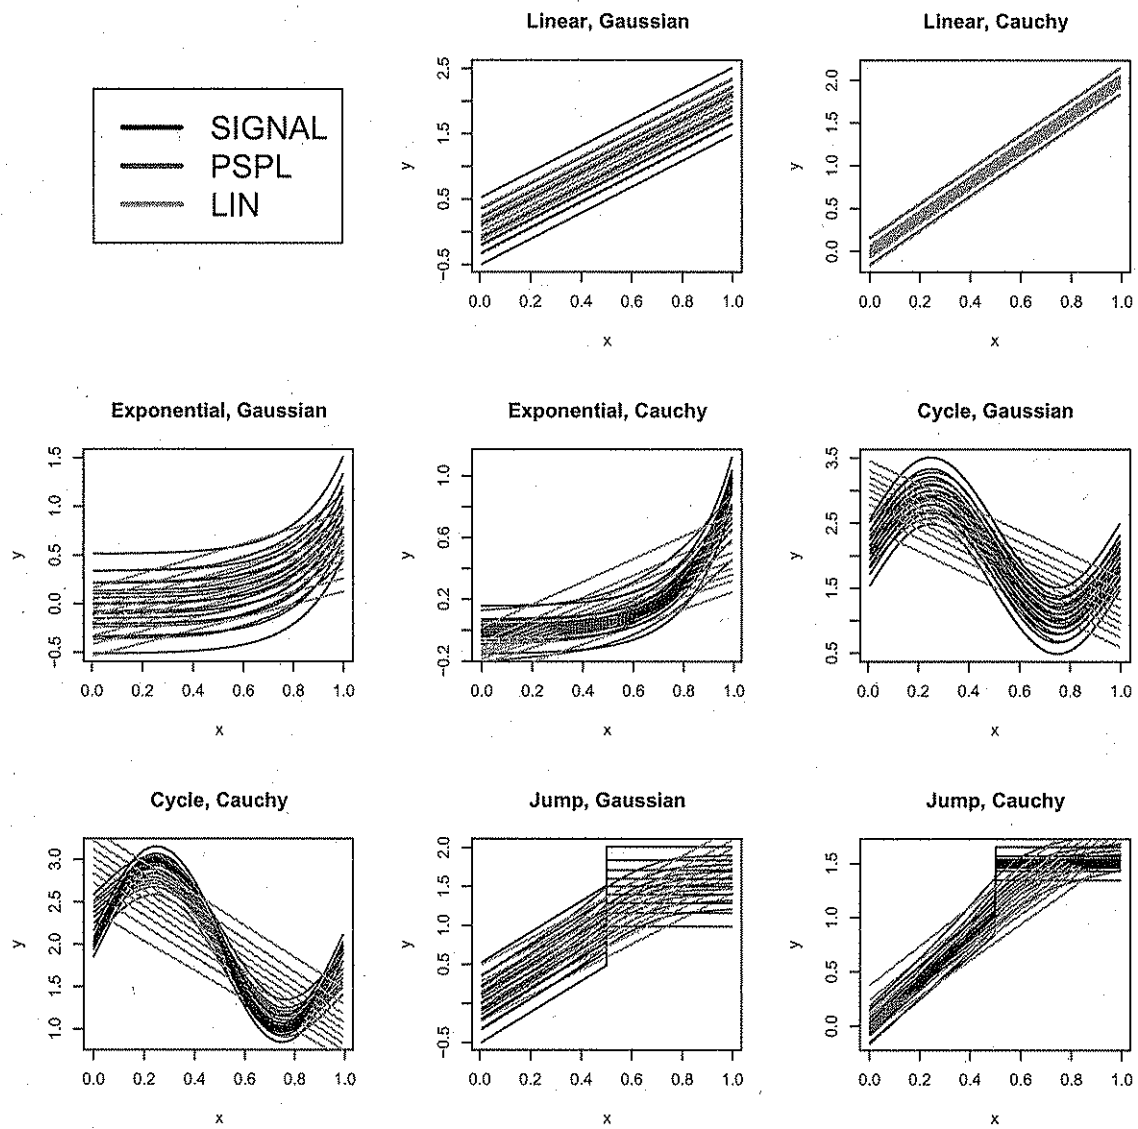 SIGNAL
PSPL
LIN
Linear, Gaussian
y
2.5
1.5
0.5
−0.5
0.0 0.2 0.4 0.6 0.8 1.0
x
Linear, Cauchy
y
2.0
1.5
1.0
0.5
0.0
0.0 0.2 0.4 0.6 0.8 1.0
x
Exponential, Gaussian
y
1.5
1.0
0.5
0.0
−0.5
0.0 0.2 0.4 0.6 0.8 1.0
x
Exponential, Cauchy
y
1.0
0.6
0.2
−0.2
0.0 0.2 0.4 0.6 0.8 1.0
x
Cycle, Gaussian
y
3.5
2.5
1.5
0.5
0.0 0.2 0.4 0.6 0.8 1.0
x
Cycle, Cauchy
y
3.0
2.5
2.0
1.5
1.0
0.0 0.2 0.4 0.6 0.8 1.0
x
Jump, Gaussian
y
2.0
1.5
1.0
0.5
−0.5
0.0 0.2 0.4 0.6 0.8 1.0
x
Jump, Cauchy
y
1.5
1.0
0.5
0.0
0.0 0.2 0.4 0.6 0.8 1.0
x